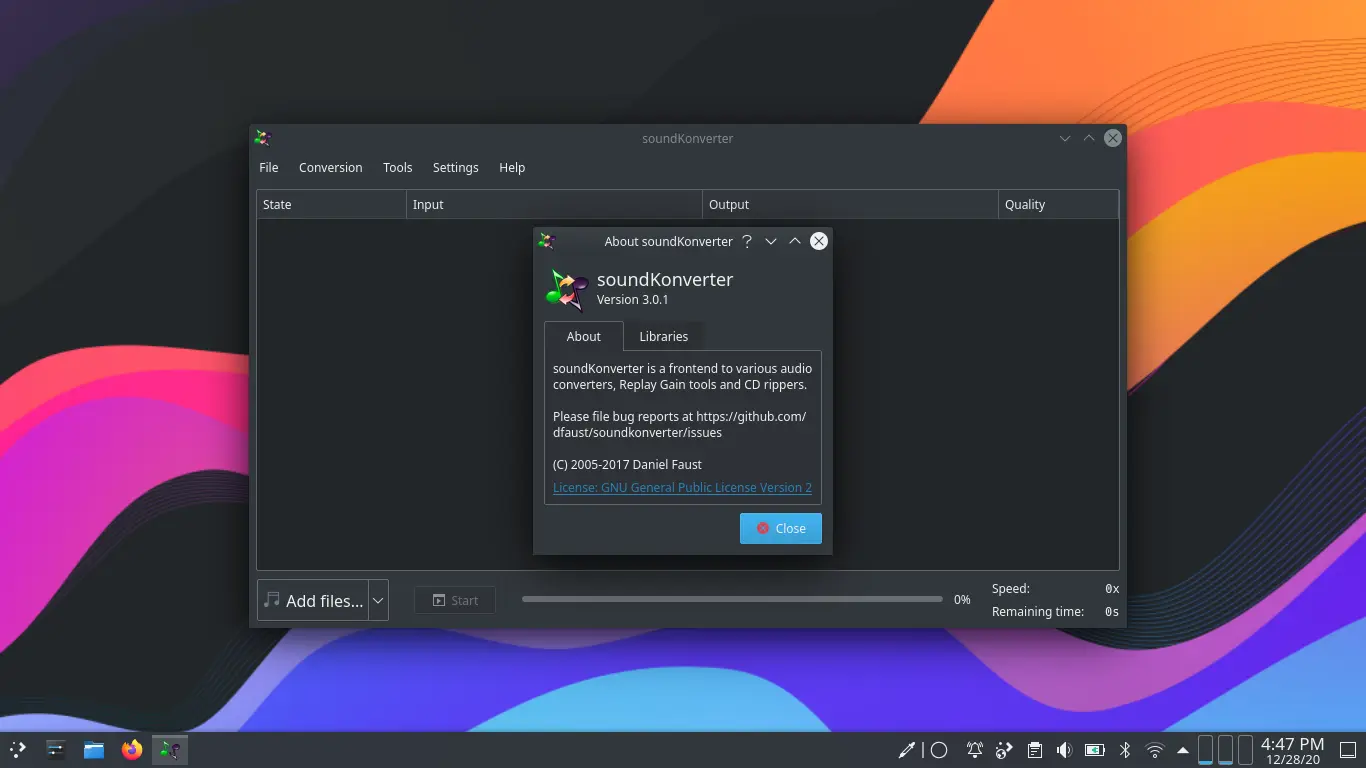 soundKonverter
File Conversion Tools Settings Help
State Input Output Quality
About soundKonverter
soundKonverter
Version 3.0.1
About Libraries
soundKonverter is a frontend to various audio
converters, Replay Gain tools and CD rippers.
Please file bug reports at https://github.com/
dfaust/soundkonverter/issues
(C) 2005-2017 Daniel Faust
License: GNU General Public License Version 2
Close
Add files... Start 0% Speed: 0x
Remaining time: 0s
4:47 PM
12/28/20